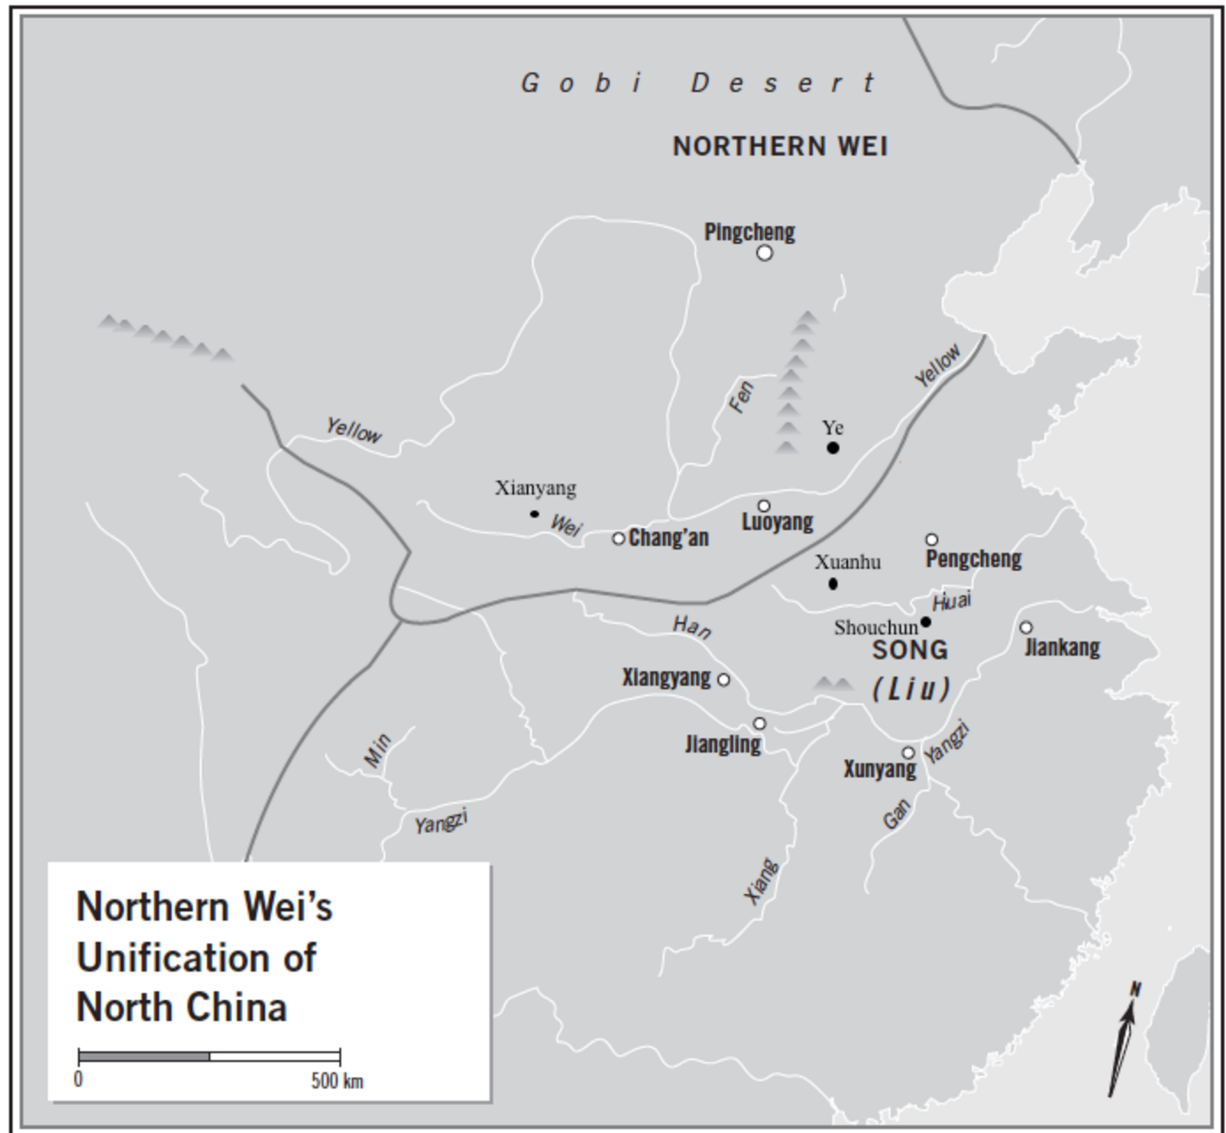 Gobi Desert
NORTHERN WEI
Pingcheng
Yellow
Fen
Yellow
Ye
Xianyang
Wei
Chang'an
Luoyang
Xuanhu
Pengcheng
Huai
Shouchun
Han
SONG
(Liu)
Jiankang
Xiangyang
Jiangling
Xunyang
Yangzi
Min
Yangzi
Gan
Xiang
Northern Wei's
Unification of
North China
0 500 km
N